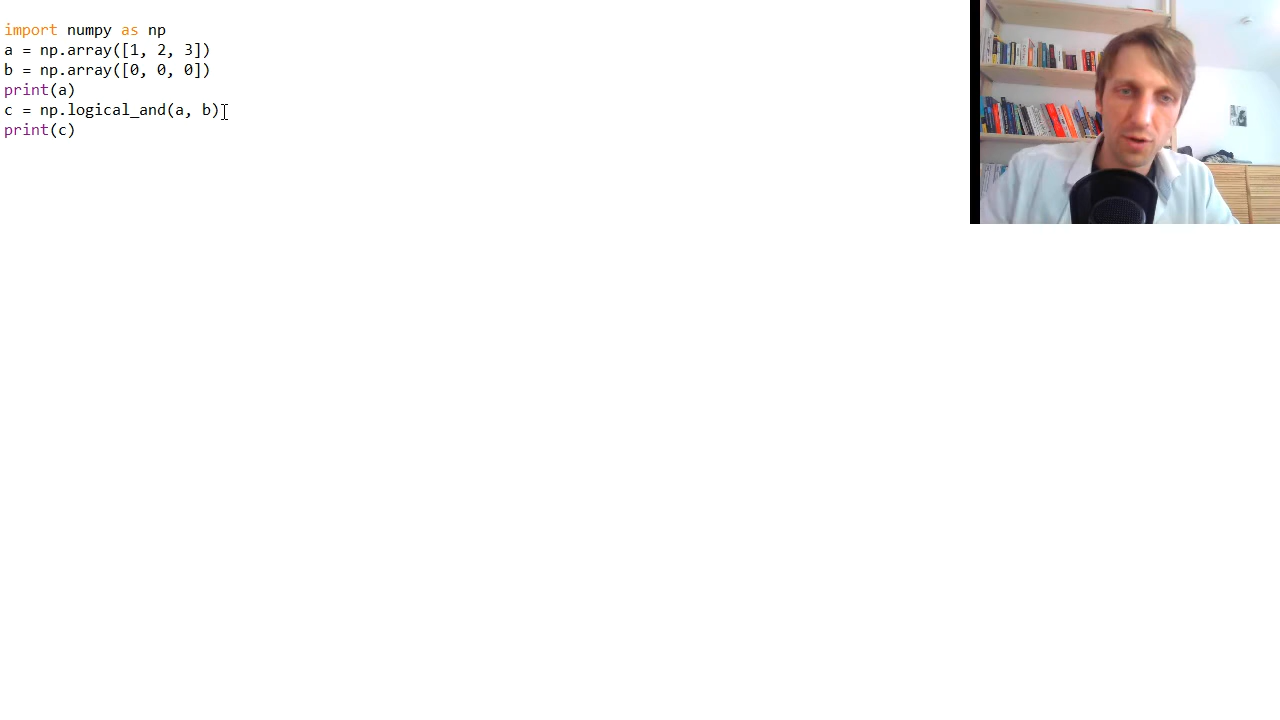 import numpy as np
a = np.array([1, 2, 3])
b = np.array([0, 0, 0])
print(a)
c = np.logical_and(a, b)
print(c)